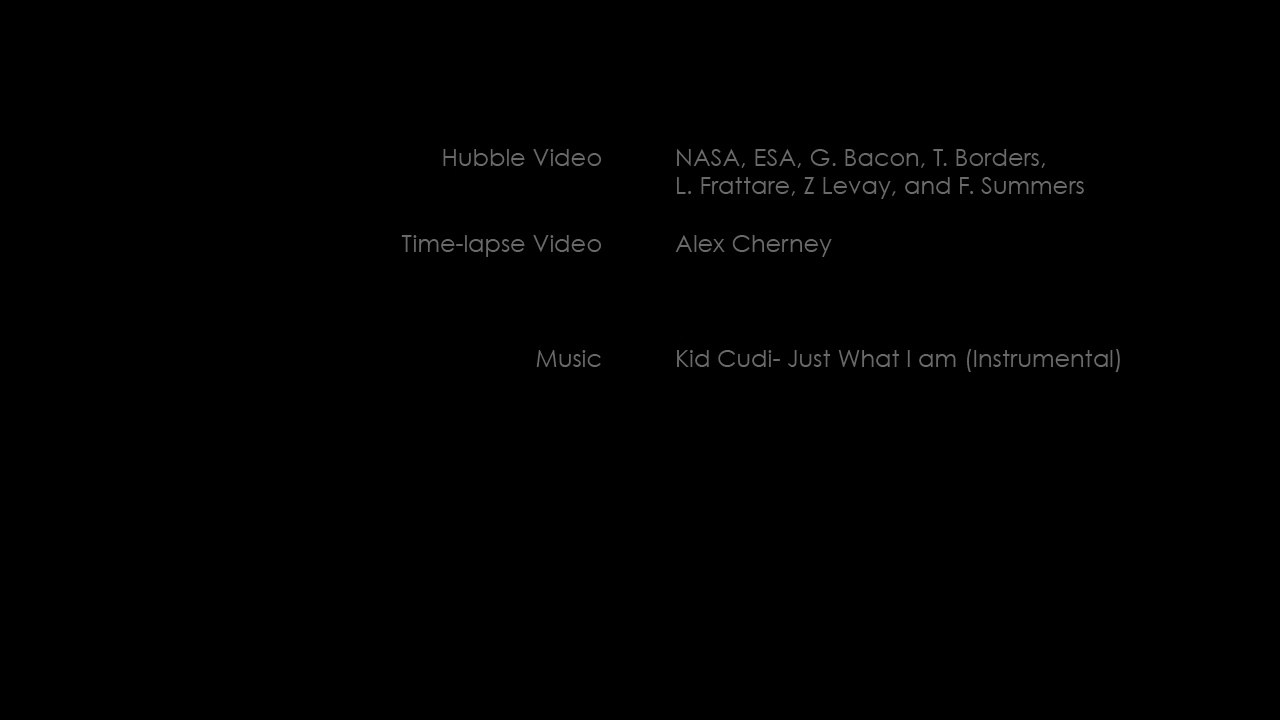 Hubble Video NASA, ESA, G. Bacon, T. Borders,
L. Frattare, Z Levay, and F. Summers
Time-lapse Video Alex Cherney
Music Kid Cudi- Just What I am (Instrumental)